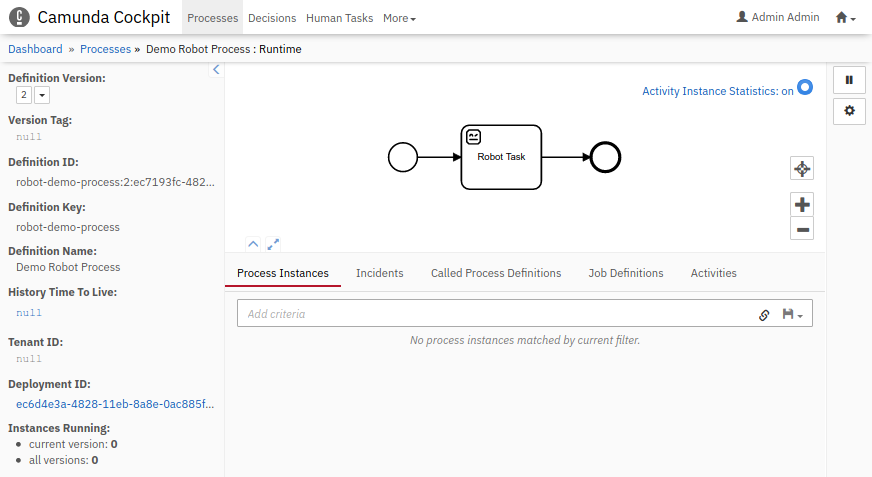 Camunda Cockpit Processes Decisions Human Tasks More Admin Admin
Dashboard » Processes » Demo Robot Process : Runtime
Definition Version:
2
Version Tag:
null
Definition ID:
robot-demo-process:2:ec7193fc-482...
Definition Key:
robot-demo-process
Definition Name:
Demo Robot Process
History Time To Live:
null
Tenant ID:
null
Deployment ID:
ec6d4e3a-4828-11eb-8a8e-0ac885f...
Instances Running:
current version: 0
all versions: 0
Activity Instance Statistics: on
Robot Task
Process Instances Incidents Called Process Definitions Job Definitions Activities
Add criteria
No process instances matched by current filter.